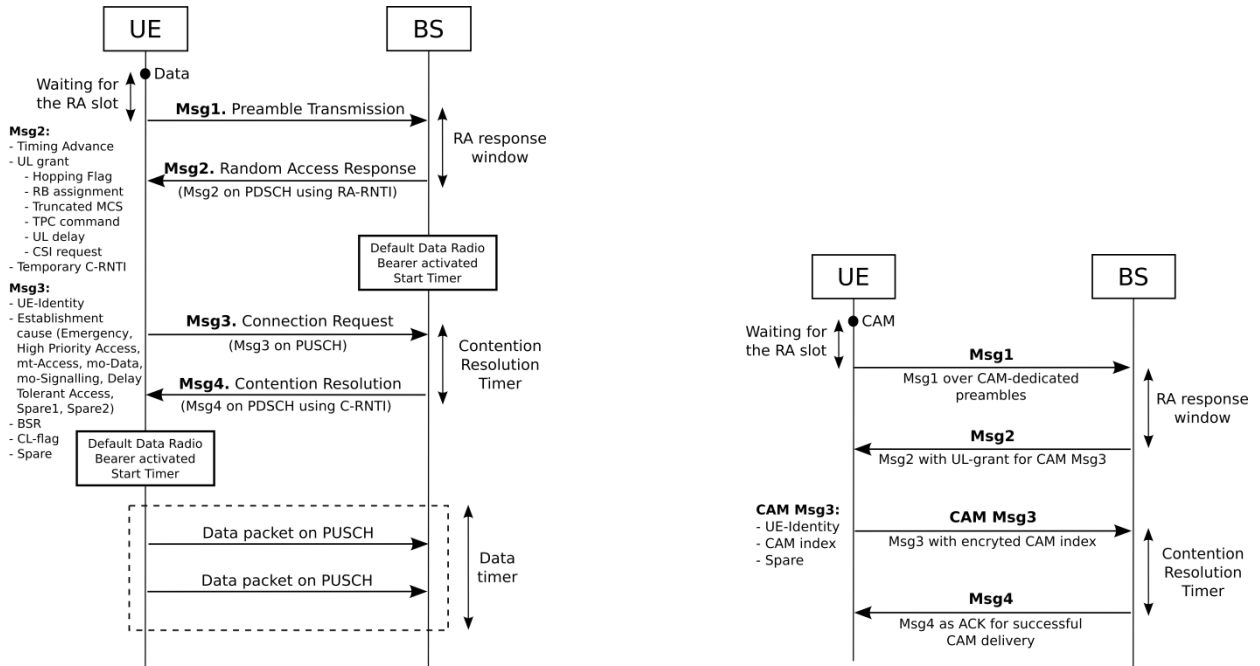 UE
BS
Data
Waiting for
the RA slot
Msg1. Preamble Transmission
RA response
window
Msg2. Random Access Response
(Msg2 on PDSCH using RA-RNTI)
Msg2:
- Timing Advance
- UL grant
- Hopping Flag
- RB assignment
- Truncated MCS
- TPC command
- UL delay
- CSI request
- Temporary C-RNTI
Default Data Radio
Bearer activated
Start Timer
Msg3:
- UE-Identity
- Establishment
cause (Emergency,
High Priority Access,
mt-Access, mo-Data,
mo-Signalling, Delay
Tolerant Access,
Spare1, Spare2)
- BSR
- CL-flag
- Spare
Msg3. Connection Request
(Msg3 on PUSCH)
Contention
Resolution
Timer
Msg4. Contention Resolution
(Msg4 on PDSCH using C-RNTI)
Default Data Radio
Bearer activated
Start Timer
Data packet on PUSCH
Data packet on PUSCH
Data
timer
UE
BS
CAM
Waiting for
the RA slot
Msg1
Msg1 over CAM-dedicated
preambles
RA response
window
Msg2
Msg2 with UL-grant for CAM Msg3
CAM Msg3:
- UE-Identity
- CAM index
- Spare
CAM Msg3
Msg3 with encryted CAM index
Contention
Resolution
Timer
Msg4
Msg4 as ACK for successful
CAM delivery